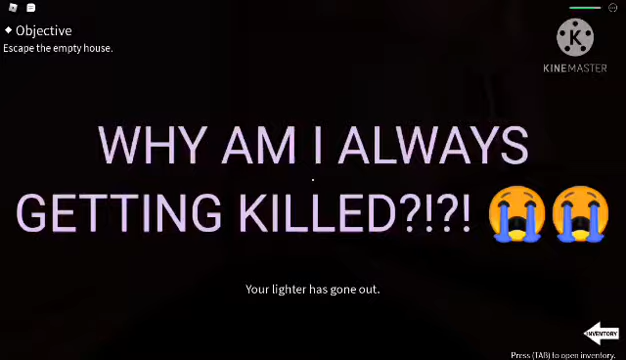 ◆ Objective
Escape the empty house.
KINEMASTER
WHY AM I ALWAYS
GETTING KILLED?!?! 😭😭
Your lighter has gone out.
INVENTORY
Press (TAB) to open inventory.